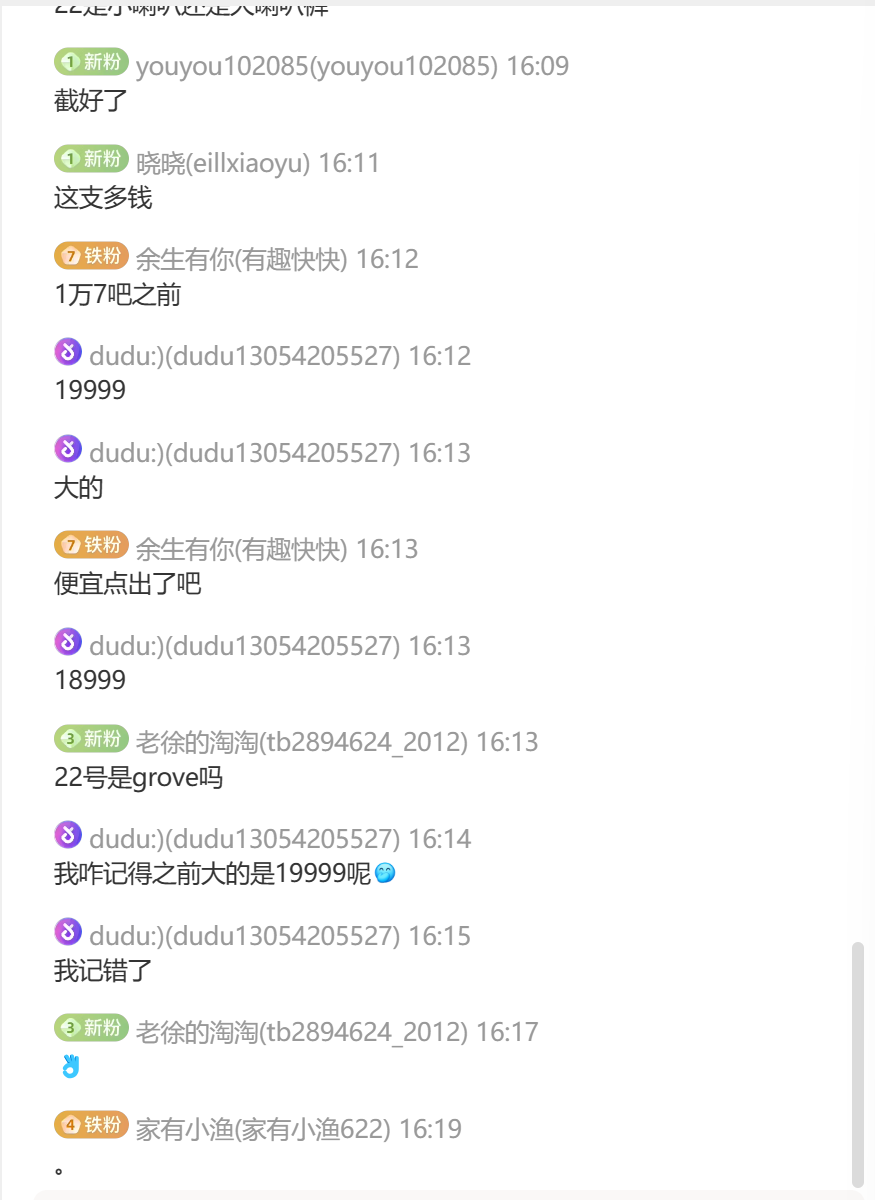 22是小喇叭还是大喇叭裤
1 新粉 youyou102085(youyou102085) 16:09
截好了
1 新粉 晓晓(eillxiaoyu) 16:11
这支多钱
7 铁粉 余生有你(有趣快快) 16:12
1万7吧之前
dudu:)(dudu13054205527) 16:12
19999
dudu:)(dudu13054205527) 16:13
大的
7 铁粉 余生有你(有趣快快) 16:13
便宜点出了吧
dudu:)(dudu13054205527) 16:13
18999
3 新粉 老徐的淘淘(tb2894624_2012) 16:13
22号是grove吗
dudu:)(dudu13054205527) 16:14
我咋记得之前大的是19999呢
dudu:)(dudu13054205527) 16:15
我记错了
3 新粉 老徐的淘淘(tb2894624_2012) 16:17
4 铁粉 家有小渔(家有小渔622) 16:19
。